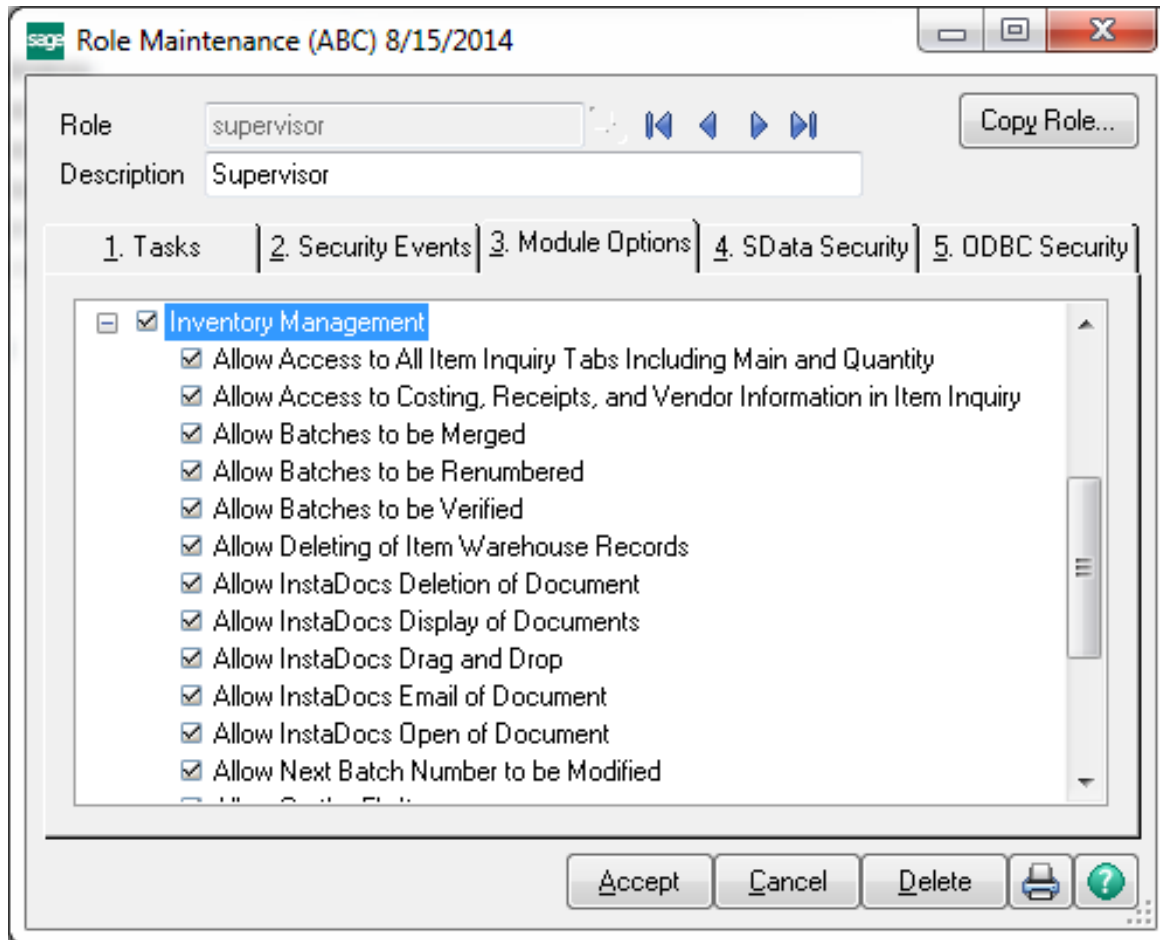 sage Role Maintenance (ABC) 8/15/2014
Role supervisor Copy Role...
Description Supervisor
1. Tasks 2. Security Events 3. Module Options 4. SData Security 5. ODBC Security
Inventory Management
Allow Access to All Item Inquiry Tabs Including Main and Quantity
Allow Access to Costing, Receipts, and Vendor Information in Item Inquiry
Allow Batches to be Merged
Allow Batches to be Renumbered
Allow Batches to be Verified
Allow Deleting of Item Warehouse Records
Allow InstaDocs Deletion of Document
Allow InstaDocs Display of Documents
Allow InstaDocs Drag and Drop
Allow InstaDocs Email of Document
Allow InstaDocs Open of Document
Allow Next Batch Number to be Modified
Accept Cancel Delete ?